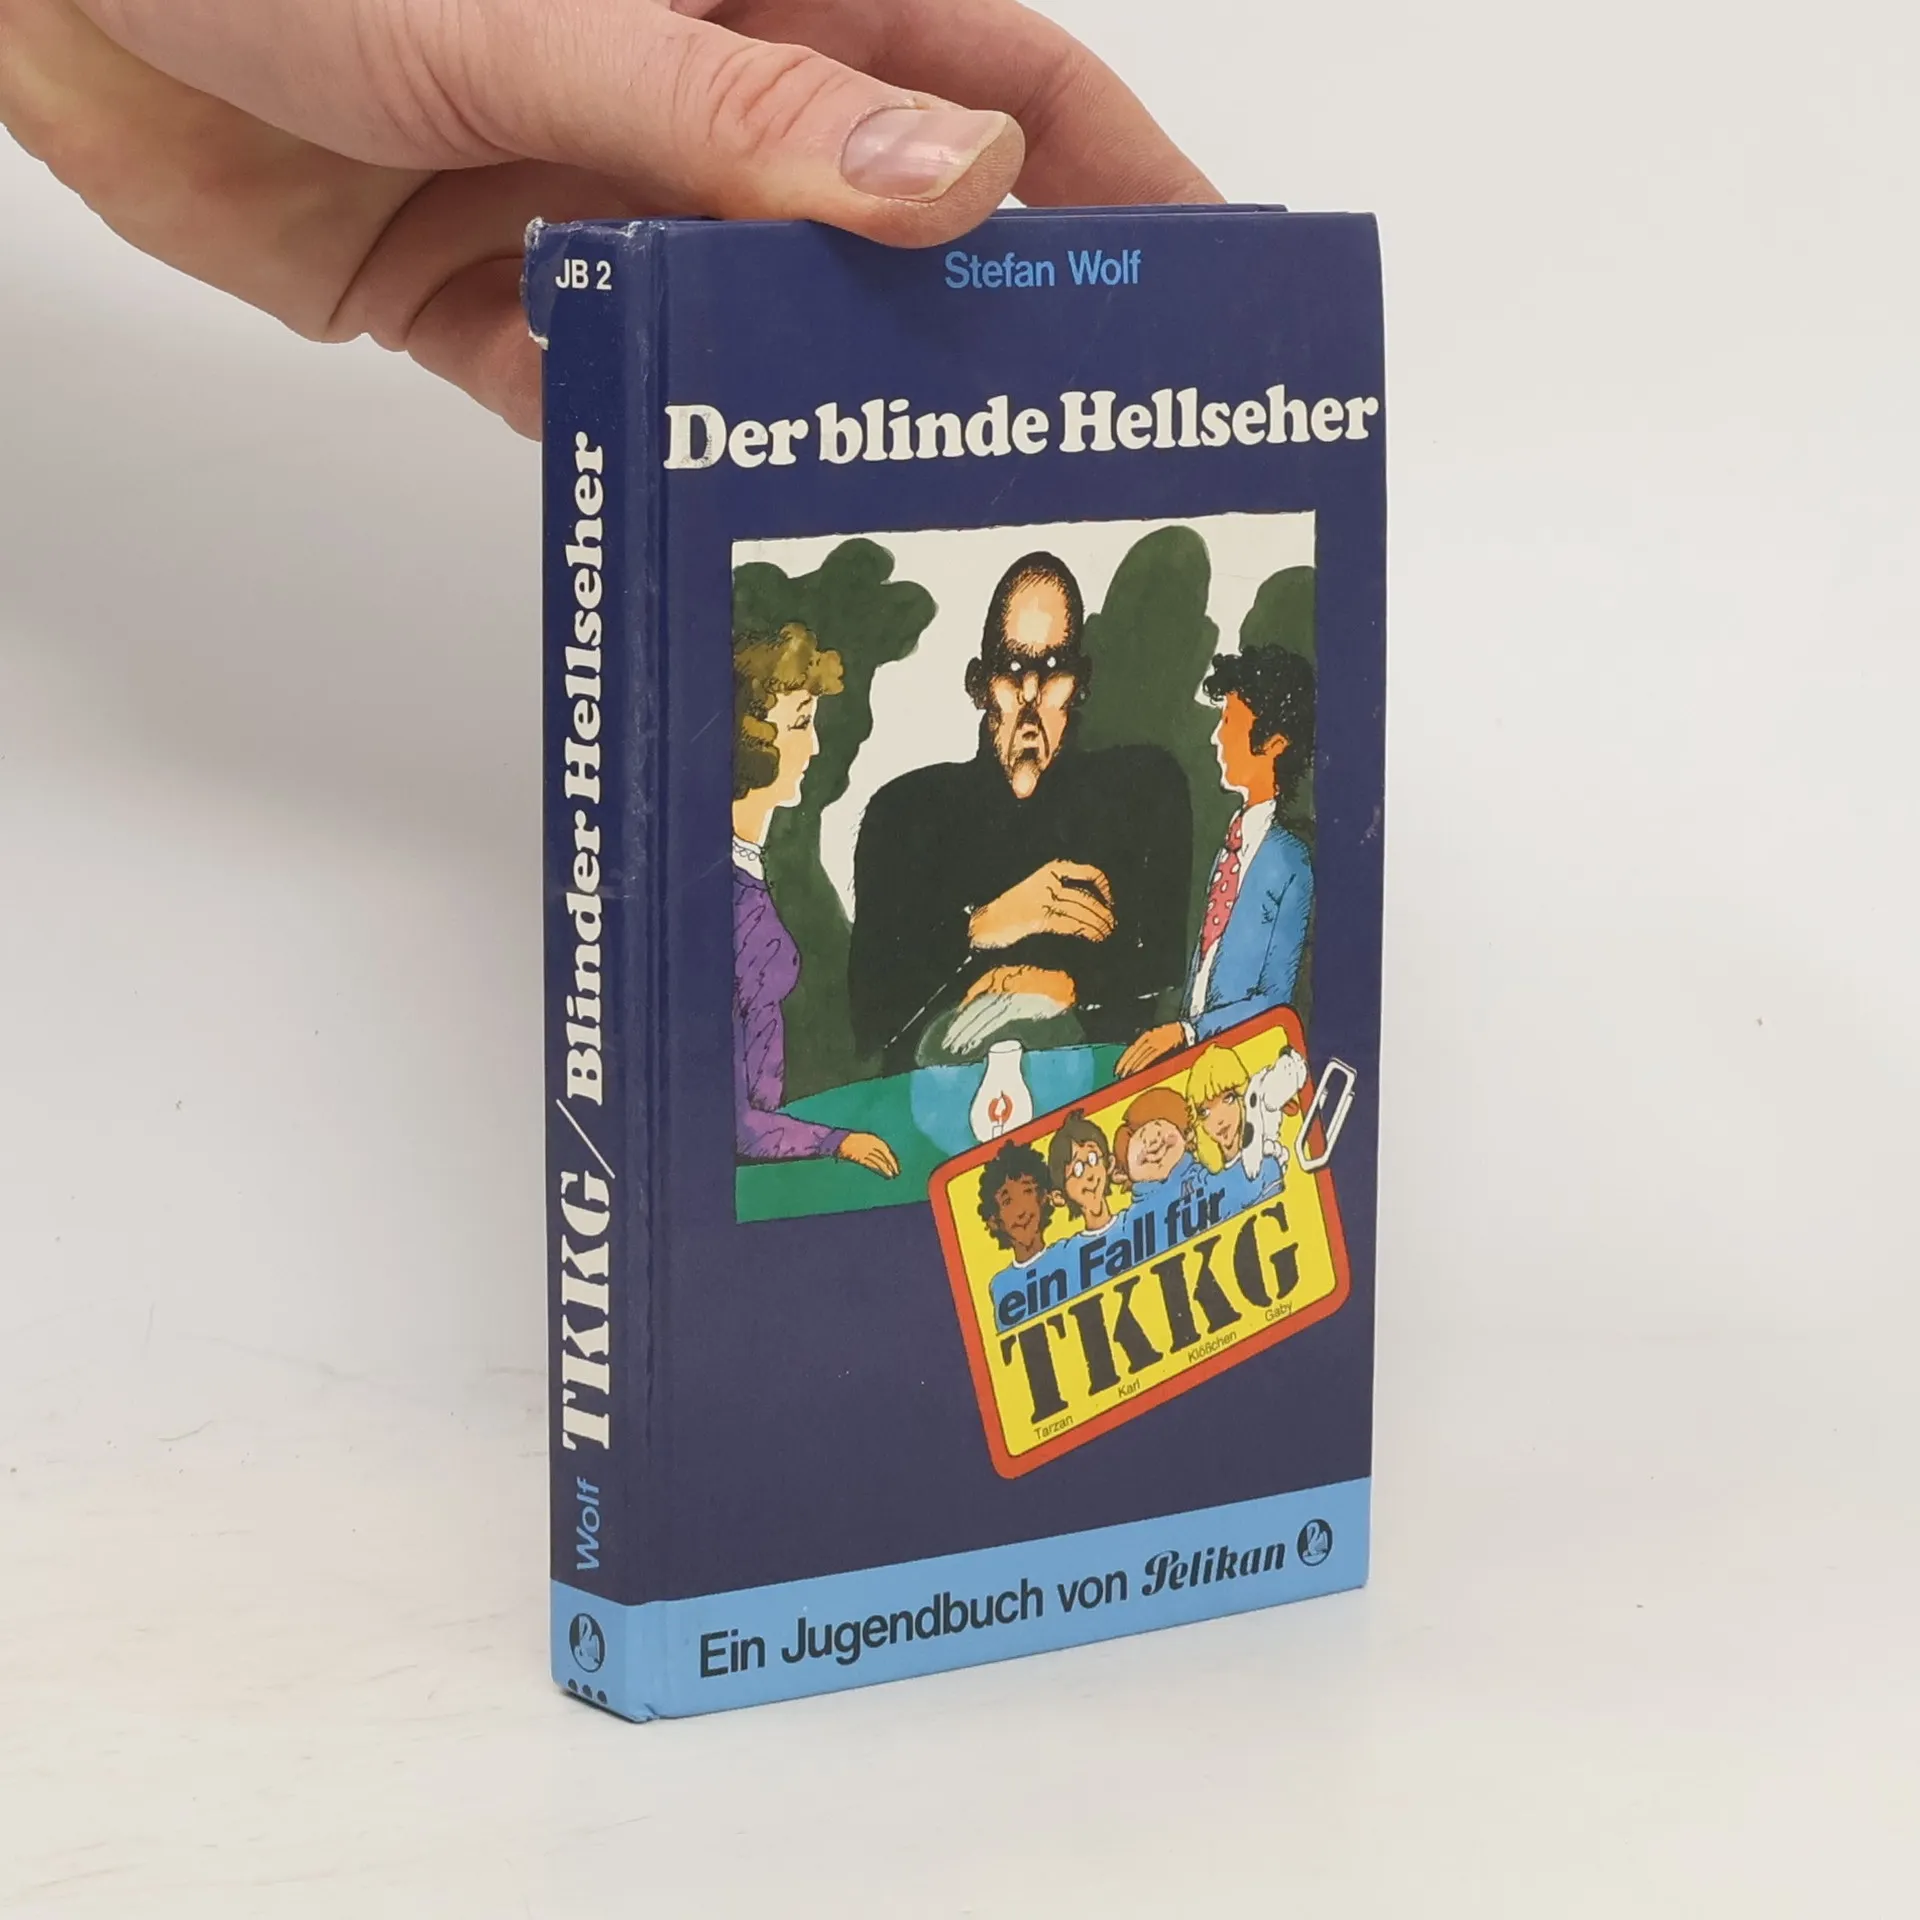 JB 2
Wolf TKKG/Blinder Hellseher
Stefan Wolf
Der blinde Hellseher
ein Fall für
TKKG
Tarzan Karl Klößchen Gaby
Ein Jugendbuch von Pelikan